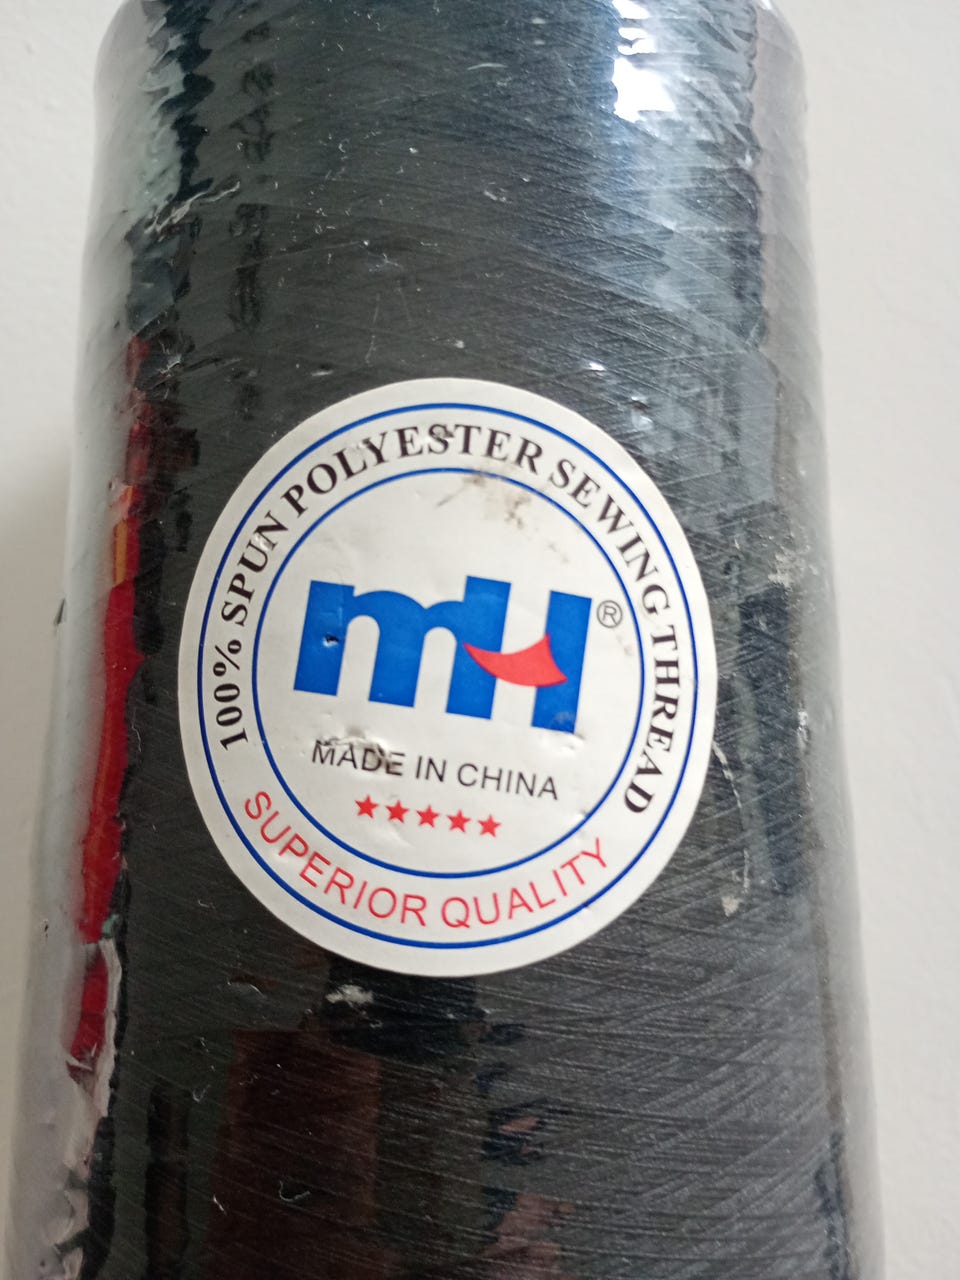 100% SPUN POLYESTER SEWING THREAD
mH®
MADE IN CHINA
★★★★★
SUPERIOR QUALITY